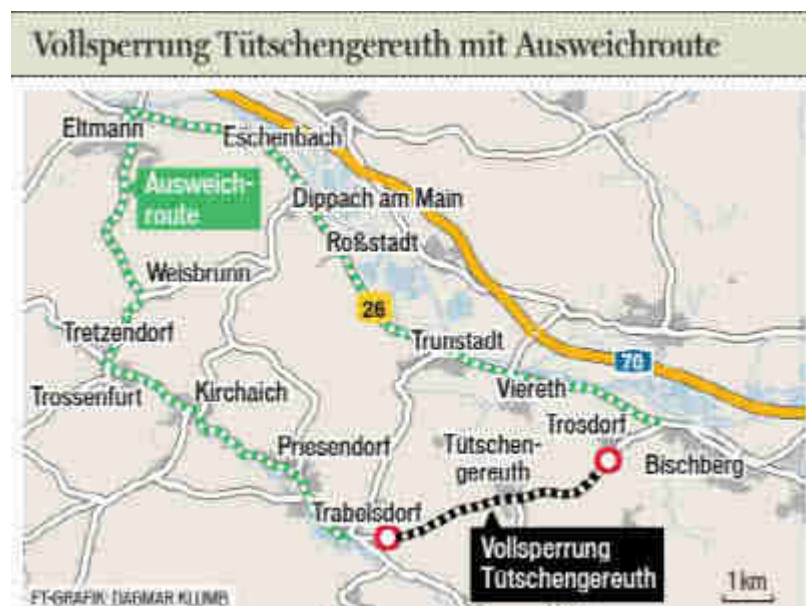 Vollsperrung Tütschengereuth mit Ausweichroute
Eltmann
Eschenbach
Ausweich-
route
Dippach am Main
Roßstadt
Weisbrunn
26
Tretzendorf
Trunstadt
70
Trossenfurt
Kirchaich
Viereth
Trosdorf
Priesendorf
Tütschen-
gereuth
Bischberg
Trabelsdorf
Vollsperrung
Tütschengereuth
1 km
FT-GRAFIK: DAGMAR KLUMB